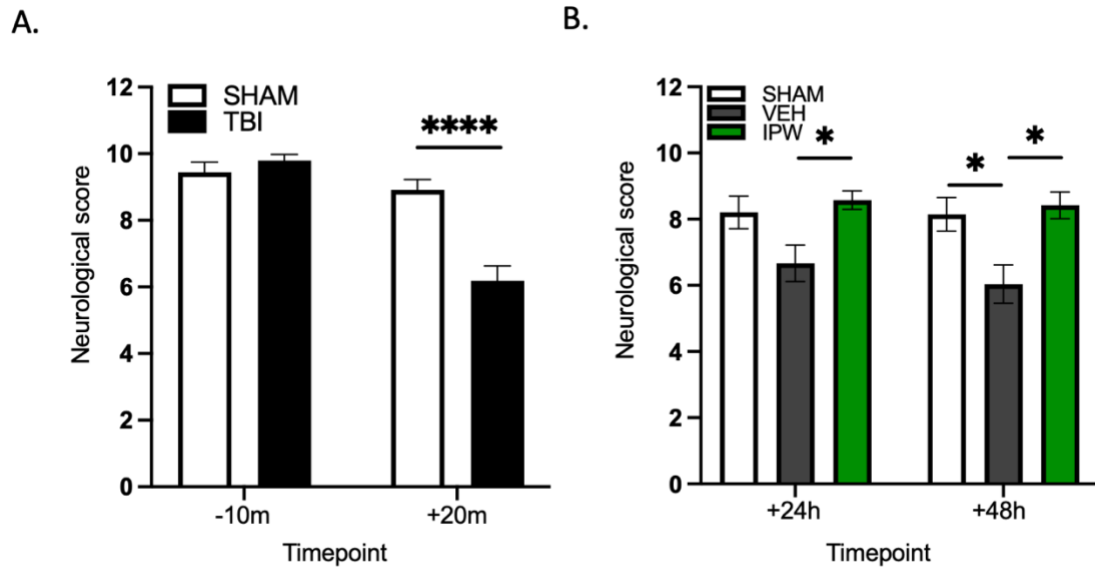 A.
12
10
8
6
4
2
0
Neurological score
SHAM
TBI
****
-10m
+20m
Timepoint
B.
12
10
8
6
4
2
0
Neurological score
SHAM
VEH
IPW
*
*
*
+24h
+48h
Timepoint